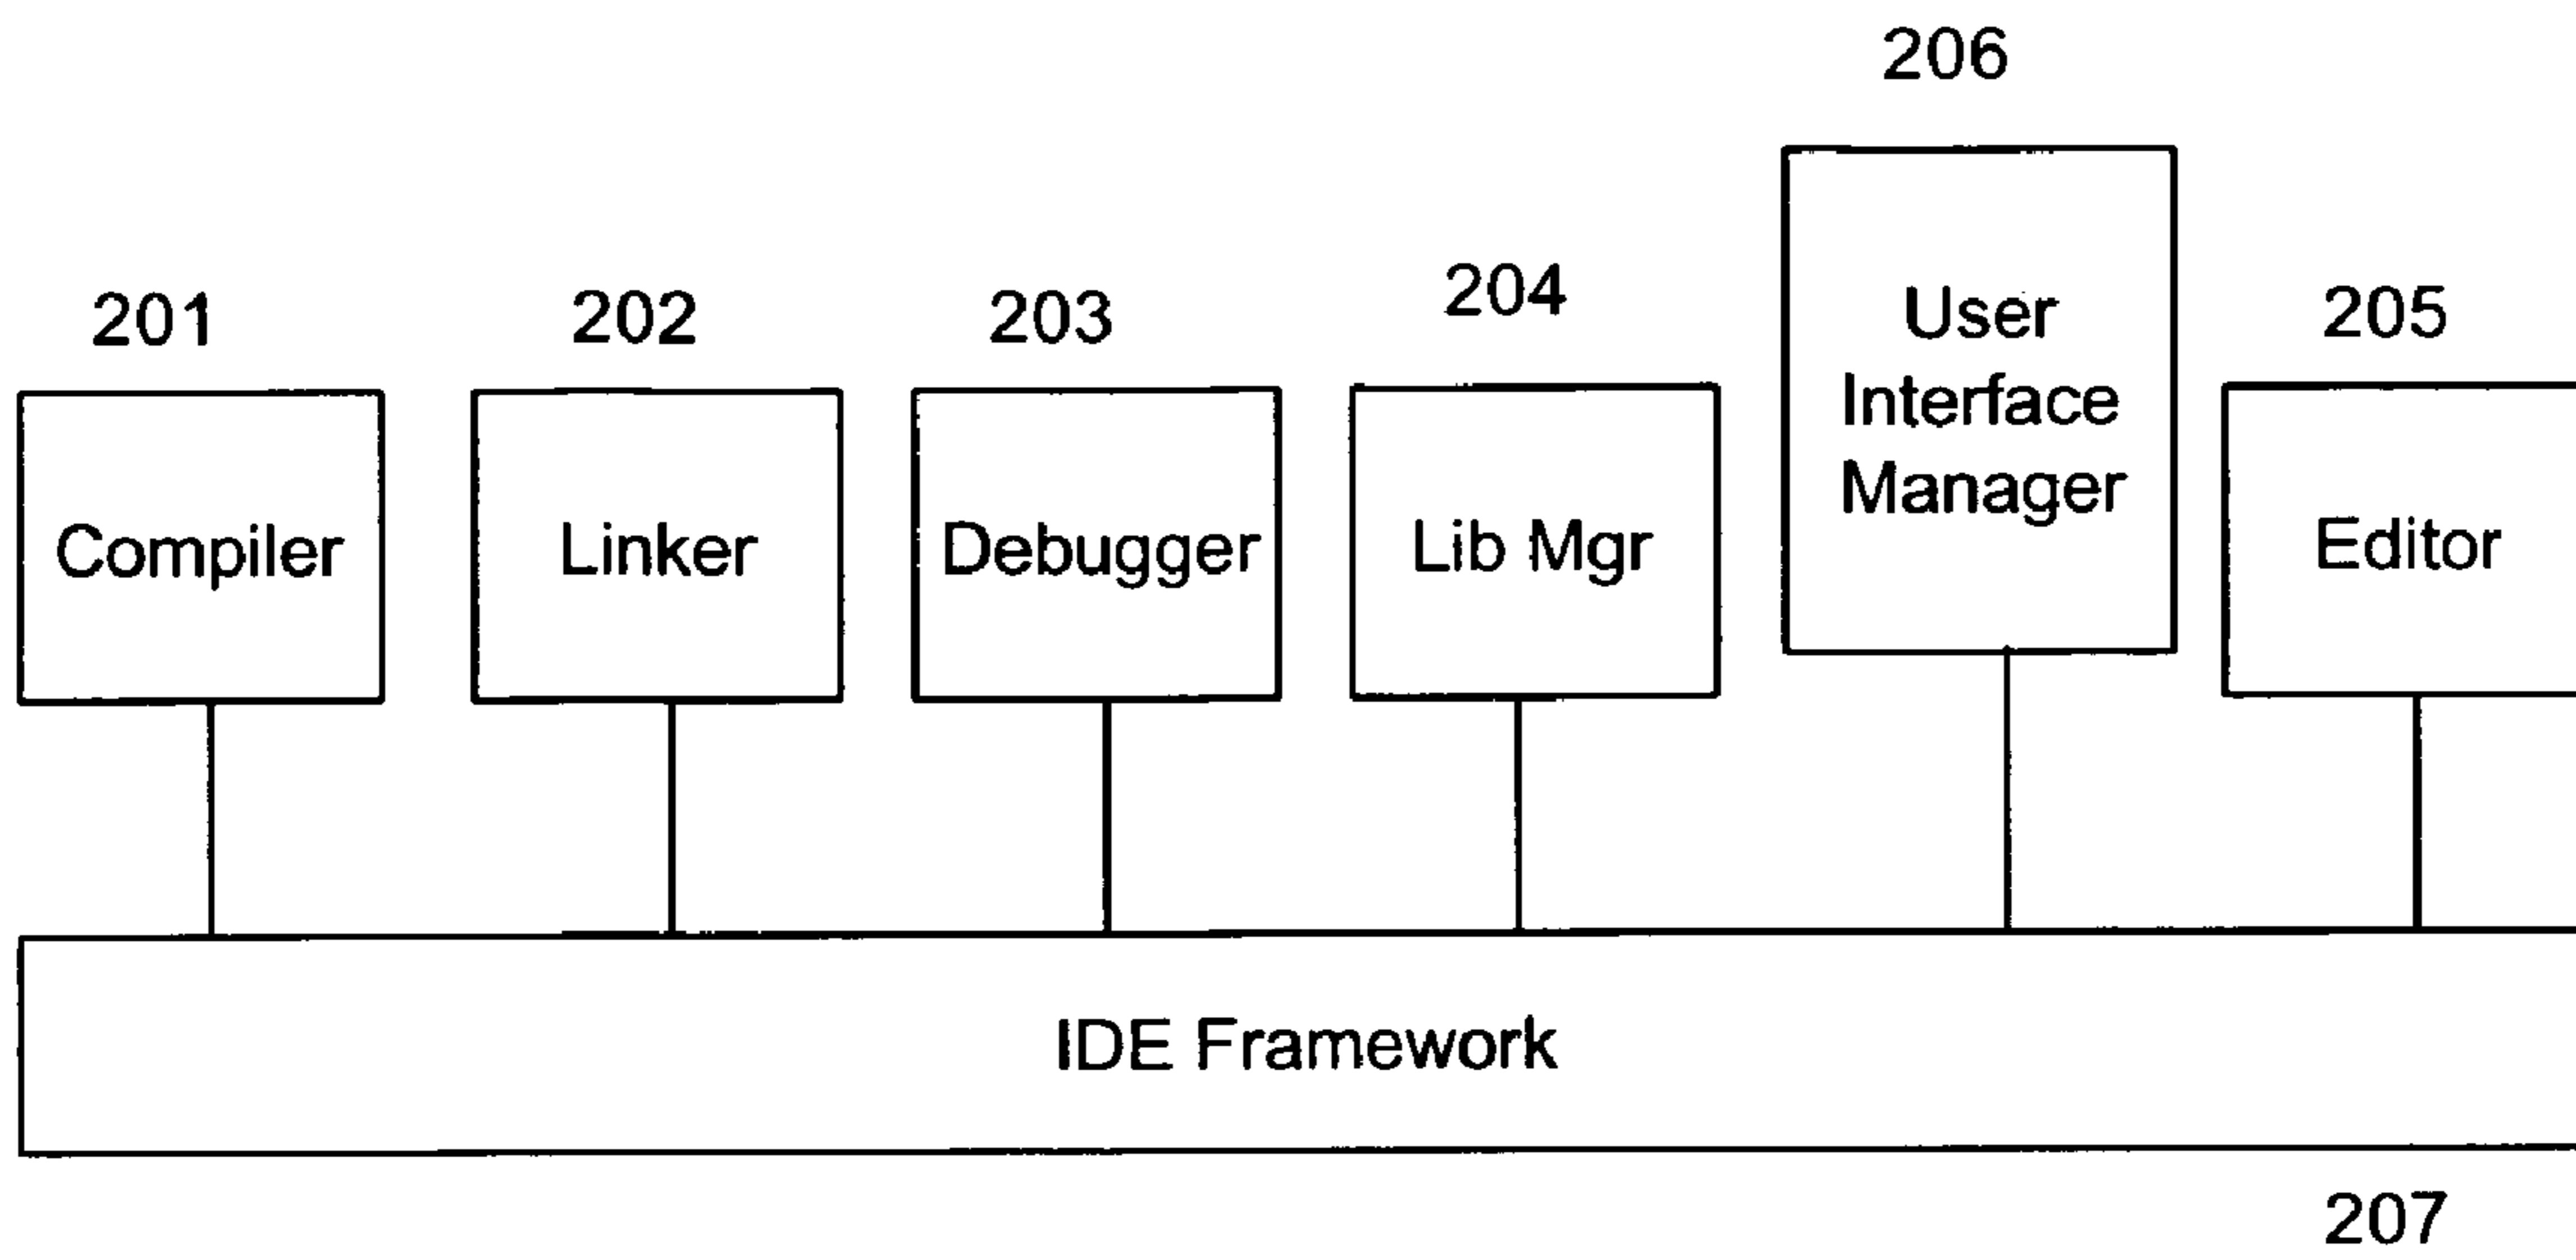 206
201
202
203
204
205
User
Interface
Manager
Compiler
Linker
Debugger
Lib Mgr
Editor
IDE Framework
207